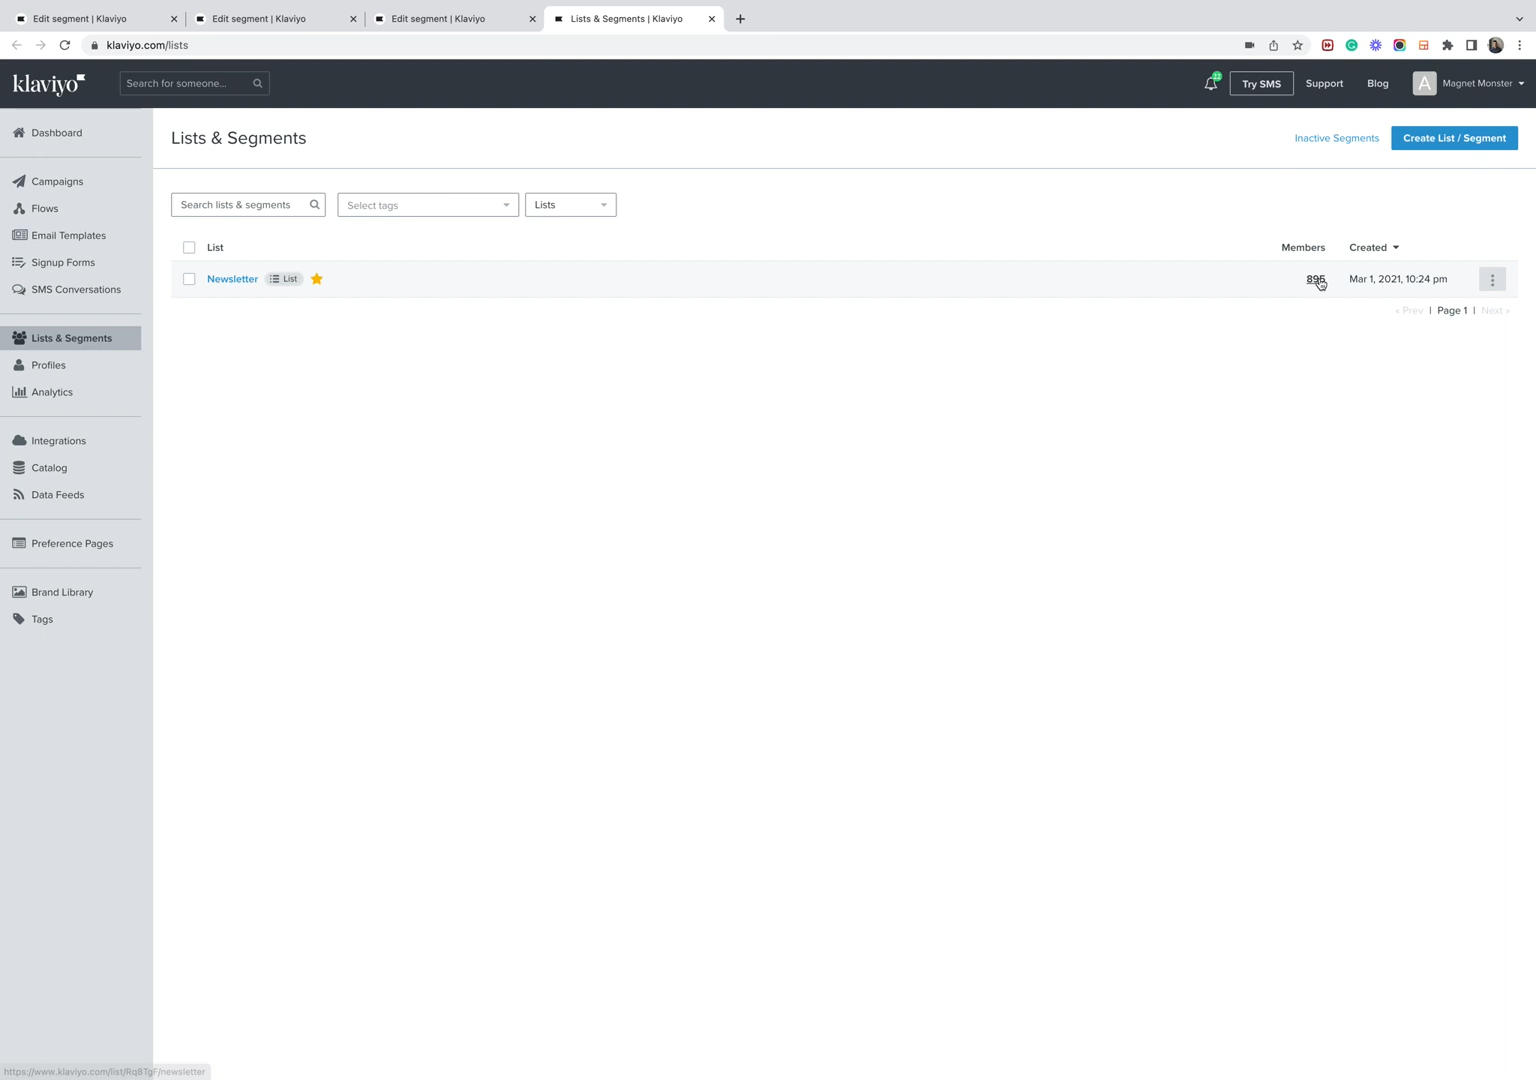 Edit segment | Klaviyo
Edit segment | Klaviyo
Edit segment | Klaviyo
Lists & Segments | Klaviyo
klaviyo.com/lists
klaviyo
Search for someone...
22
Try SMS
Support
Blog
A
Magnet Monster
Dashboard
Campaigns
Flows
Email Templates
Signup Forms
SMS Conversations
Lists & Segments
Profiles
Analytics
Integrations
Catalog
Data Feeds
Preference Pages
Brand Library
Tags
Lists & Segments
Inactive Segments
Create List / Segment
Search lists & segments
Select tags
Lists
List
Members
Created
Newsletter
List
895
Mar 1, 2021, 10:24 pm
« Prev | Page 1 | Next »
https://www.klaviyo.com/list/Rq8TgF/newsletter